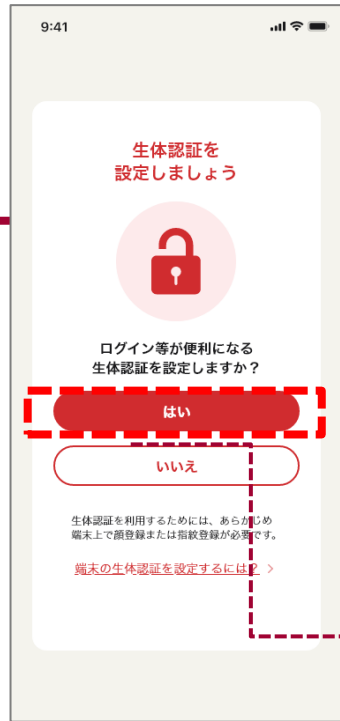 9:41
生体認証を
設定しましょう
ログイン等が便利になる
生体認証を設定しますか？
はい
いいえ
生体認証を利用するためには、あらかじめ
端末上で顔登録または指紋登録が必要です。
端末の生体認証を設定するには？ >